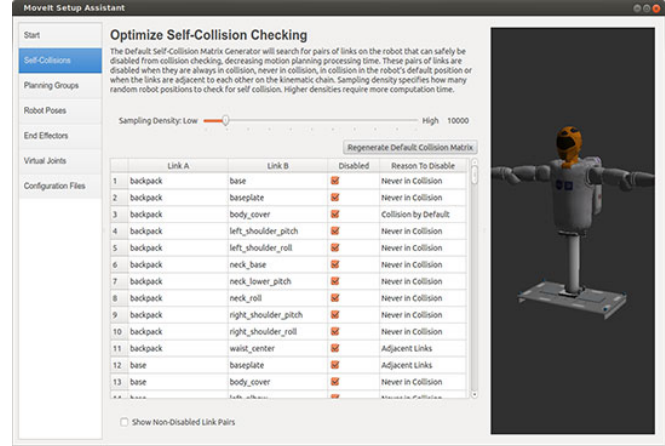 MoveIt Setup Assistant
Start
Self-Collisions
Planning Groups
Robot Poses
End Effectors
Virtual Joints
Configuration Files
Optimize Self-Collision Checking
The Default Self-Collision Matrix Generator will search for pairs of links on the robot that can safely be
disabled from collision checking, decreasing motion planning processing time. These pairs of links are
disabled when they are always in collision, never in collision, in collision in the robot's default position or
when the links are adjacent to each other on the kinematic chain. Sampling density specifies how many
random robot positions to check for self collision. Higher densities require more computation time.
Sampling Density: Low High 10000
Regenerate Default Collision Matrix
Link A Link B Disabled Reason To Disable
1 backpack base Never in Collision
2 backpack baseplate Never in Collision
3 backpack body_cover Collision by Default
4 backpack left_shoulder_pitch Never in Collision
5 backpack left_shoulder_roll Never in Collision
6 backpack neck_base Never in Collision
7 backpack neck_lower_pitch Never in Collision
8 backpack neck_roll Never in Collision
9 backpack right_shoulder_pitch Never in Collision
10 backpack right_shoulder_roll Never in Collision
11 backpack waist_center Adjacent Links
12 base baseplate Adjacent Links
13 base body_cover Never in Collision
Show Non-Disabled Link Pairs